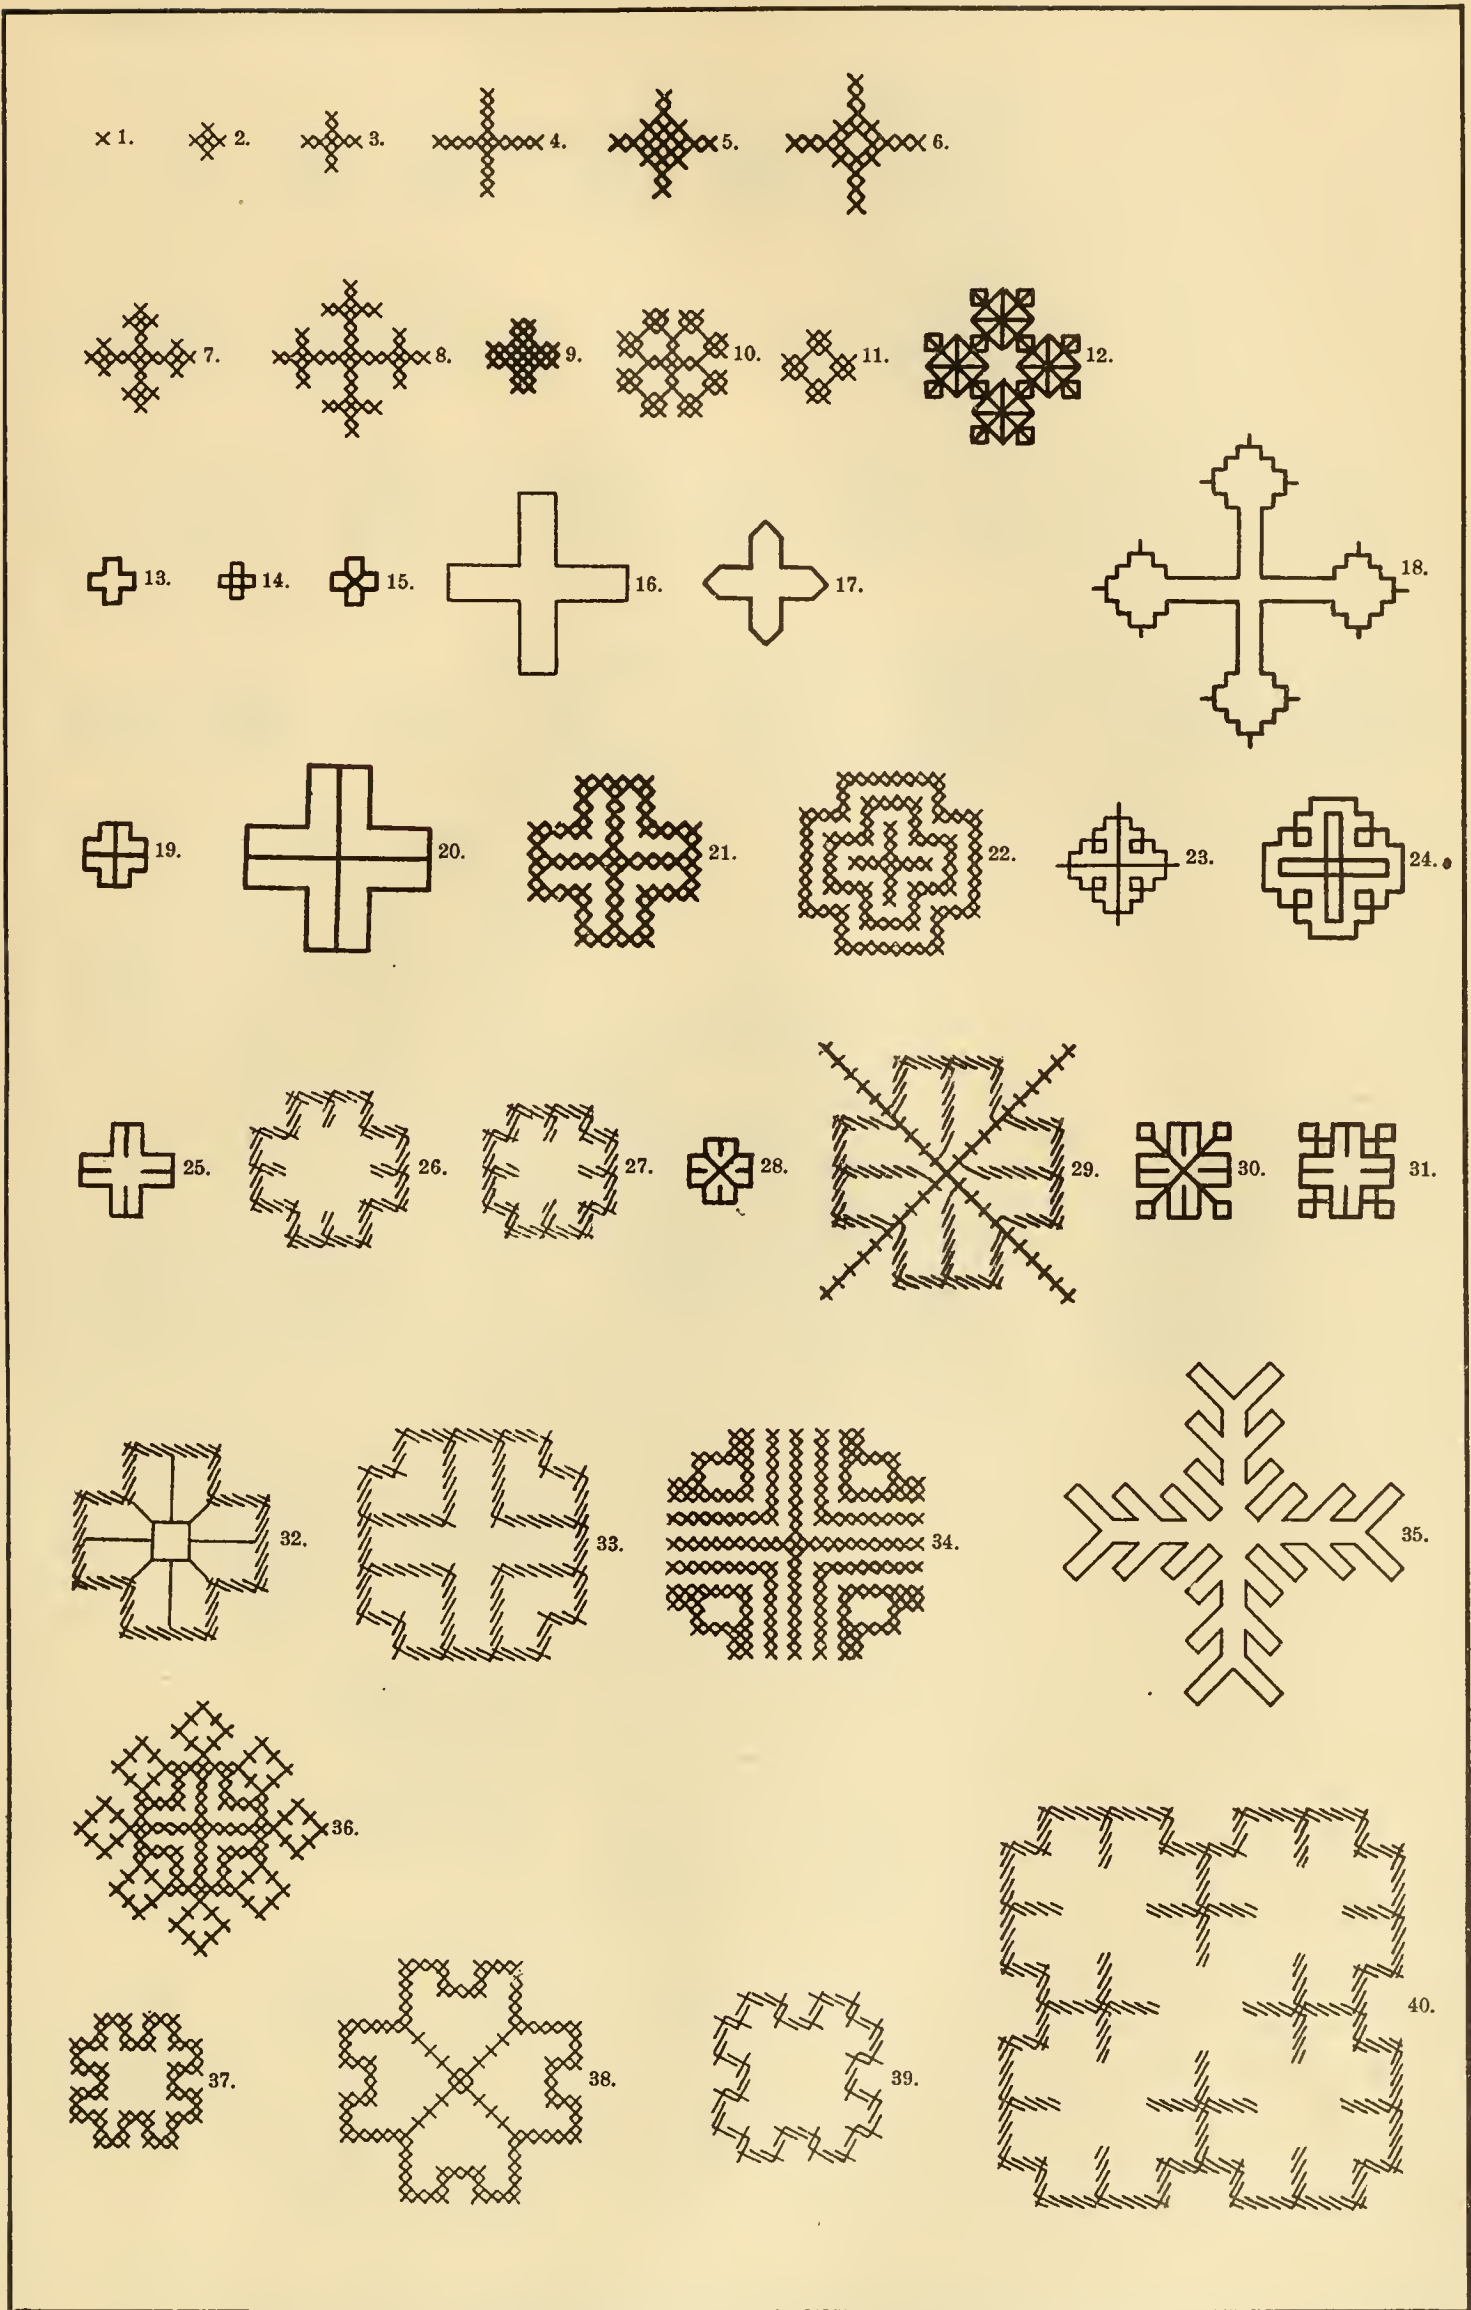 1. 2. 3. 4. 5. 6.
7. 8. 9. 10. 11. 12.
13. 14. 15. 16. 17. 18.
19. 20. 21. 22. 23. 24.
25. 26. 27. 28. 29. 30. 31.
32. 33. 34. 35.
36.
37. 38. 39. 40.